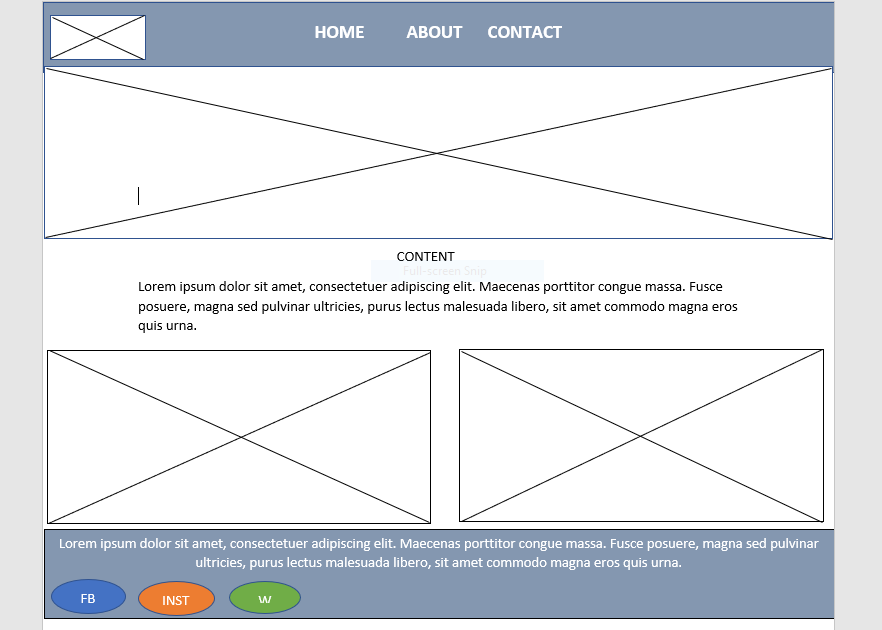 HOME ABOUT CONTACT
CONTENT
Full-screen Snip
Lorem ipsum dolor sit amet, consectetuer adipiscing elit. Maecenas porttitor congue massa. Fusce
posuere, magna sed pulvinar ultricies, purus lectus malesuada libero, sit amet commodo magna eros
quis urna.
Lorem ipsum dolor sit amet, consectetuer adipiscing elit. Maecenas porttitor congue massa. Fusce posuere, magna sed pulvinar
ultricies, purus lectus malesuada libero, sit amet commodo magna eros quis urna.
FB INST W